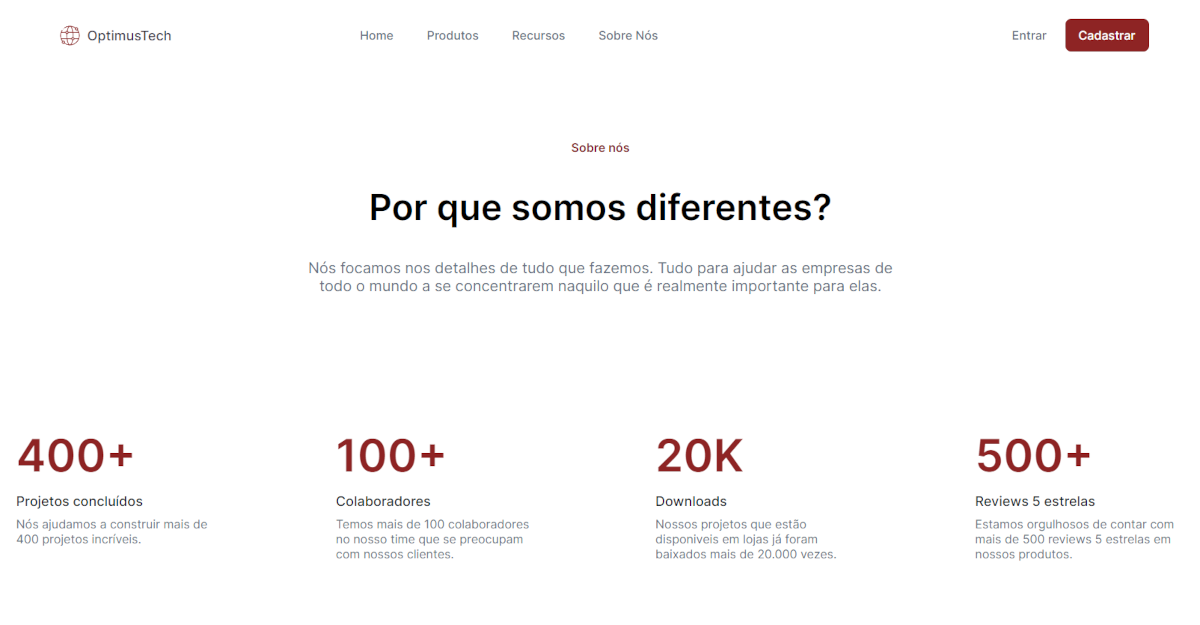 OptimusTech
Home
Produtos
Recursos
Sobre Nós
Entrar
Cadastrar
Sobre nós
Por que somos diferentes?
Nós focamos nos detalhes de tudo que fazemos. Tudo para ajudar as empresas de
todo o mundo a se concentrarem naquilo que é realmente importante para elas.
400+
Projetos concluídos
Nós ajudamos a construir mais de
400 projetos incríveis.
100+
Colaboradores
Temos mais de 100 colaboradores
no nosso time que se preocupam
com nossos clientes.
20K
Downloads
Nossos projetos que estão
disponiveis em lojas já foram
baixados mais de 20.000 vezes.
500+
Reviews 5 estrelas
Estamos orgulhosos de contar com
mais de 500 reviews 5 estrelas em
nossos produtos.